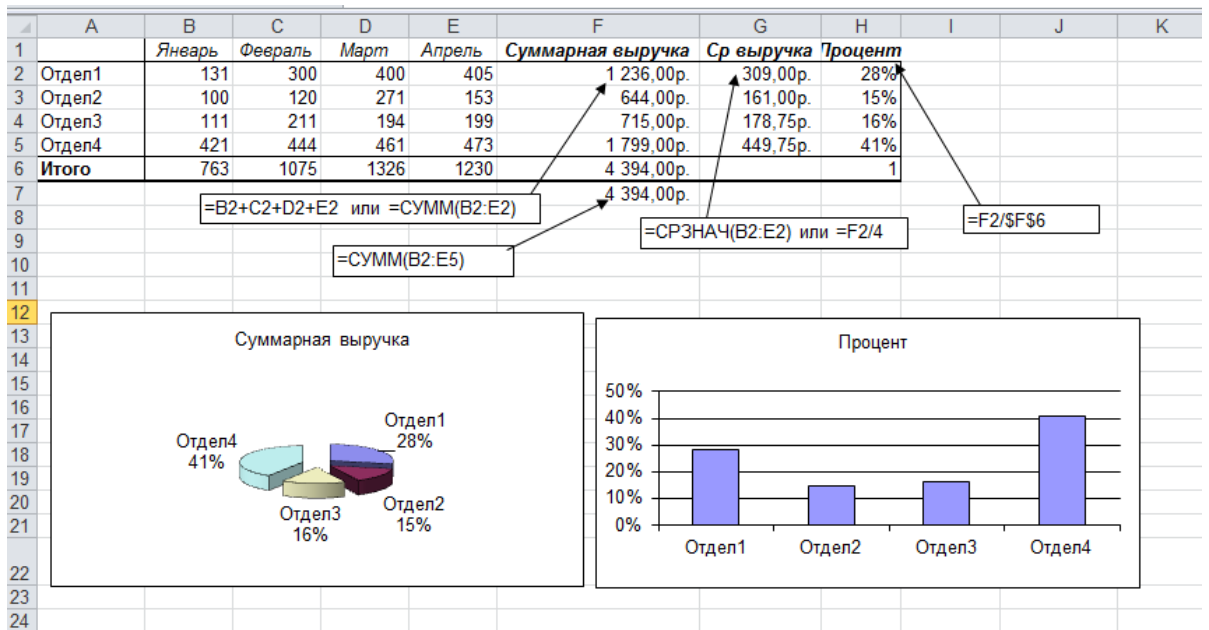 A B C D E F G H I J K
1 Январь Февраль Март Апрель Суммарная выручка Ср выручка Процент
2 Отдел1 131 300 400 405 1 236,00р. 309,00р. 28%
3 Отдел2 100 120 271 153 644,00р. 161,00р. 15%
4 Отдел3 111 211 194 199 715,00р. 178,75р. 16%
5 Отдел4 421 444 461 473 1 799,00р. 449,75р. 41%
6 Итого 763 1075 1326 1230 4 394,00р. 1
7 4 394,00р.
=B2+C2+D2+E2 или =СУММ(B2:E2)
8 =F2/$F$6
=СРЗНАЧ(B2:E2) или =F2/4
9
10 =СУММ(B2:E5)
11
12
13 Суммарная выручка Процент
14
15
16
17
18
19
20
21
22
23
24
Отдел1
28%
Отдел4
41%
Отдел2
15%
Отдел3
16%
50%
40%
30%
20%
10%
0%
Отдел1 Отдел2 Отдел3 Отдел4